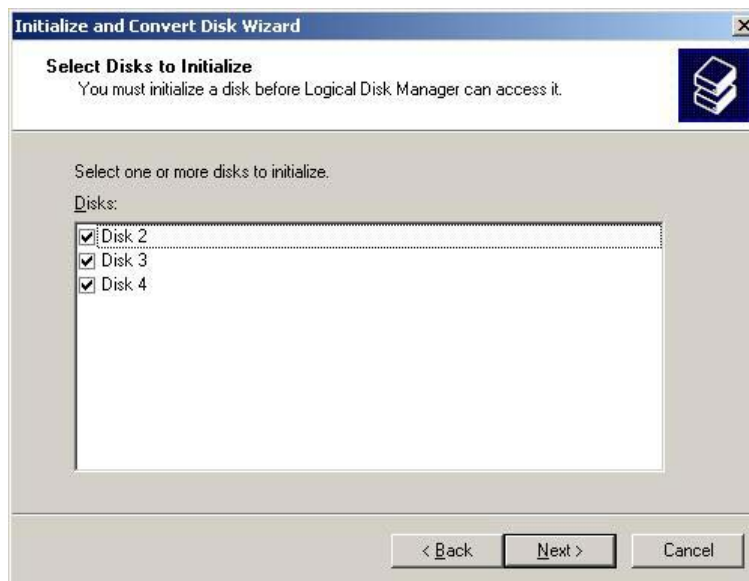 Initialize and Convert Disk Wizard
Select Disks to Initialize
You must initialize a disk before Logical Disk Manager can access it.
Select one or more disks to initialize.
Disks:
Disk 2
Disk 3
Disk 4
< Back Next > Cancel